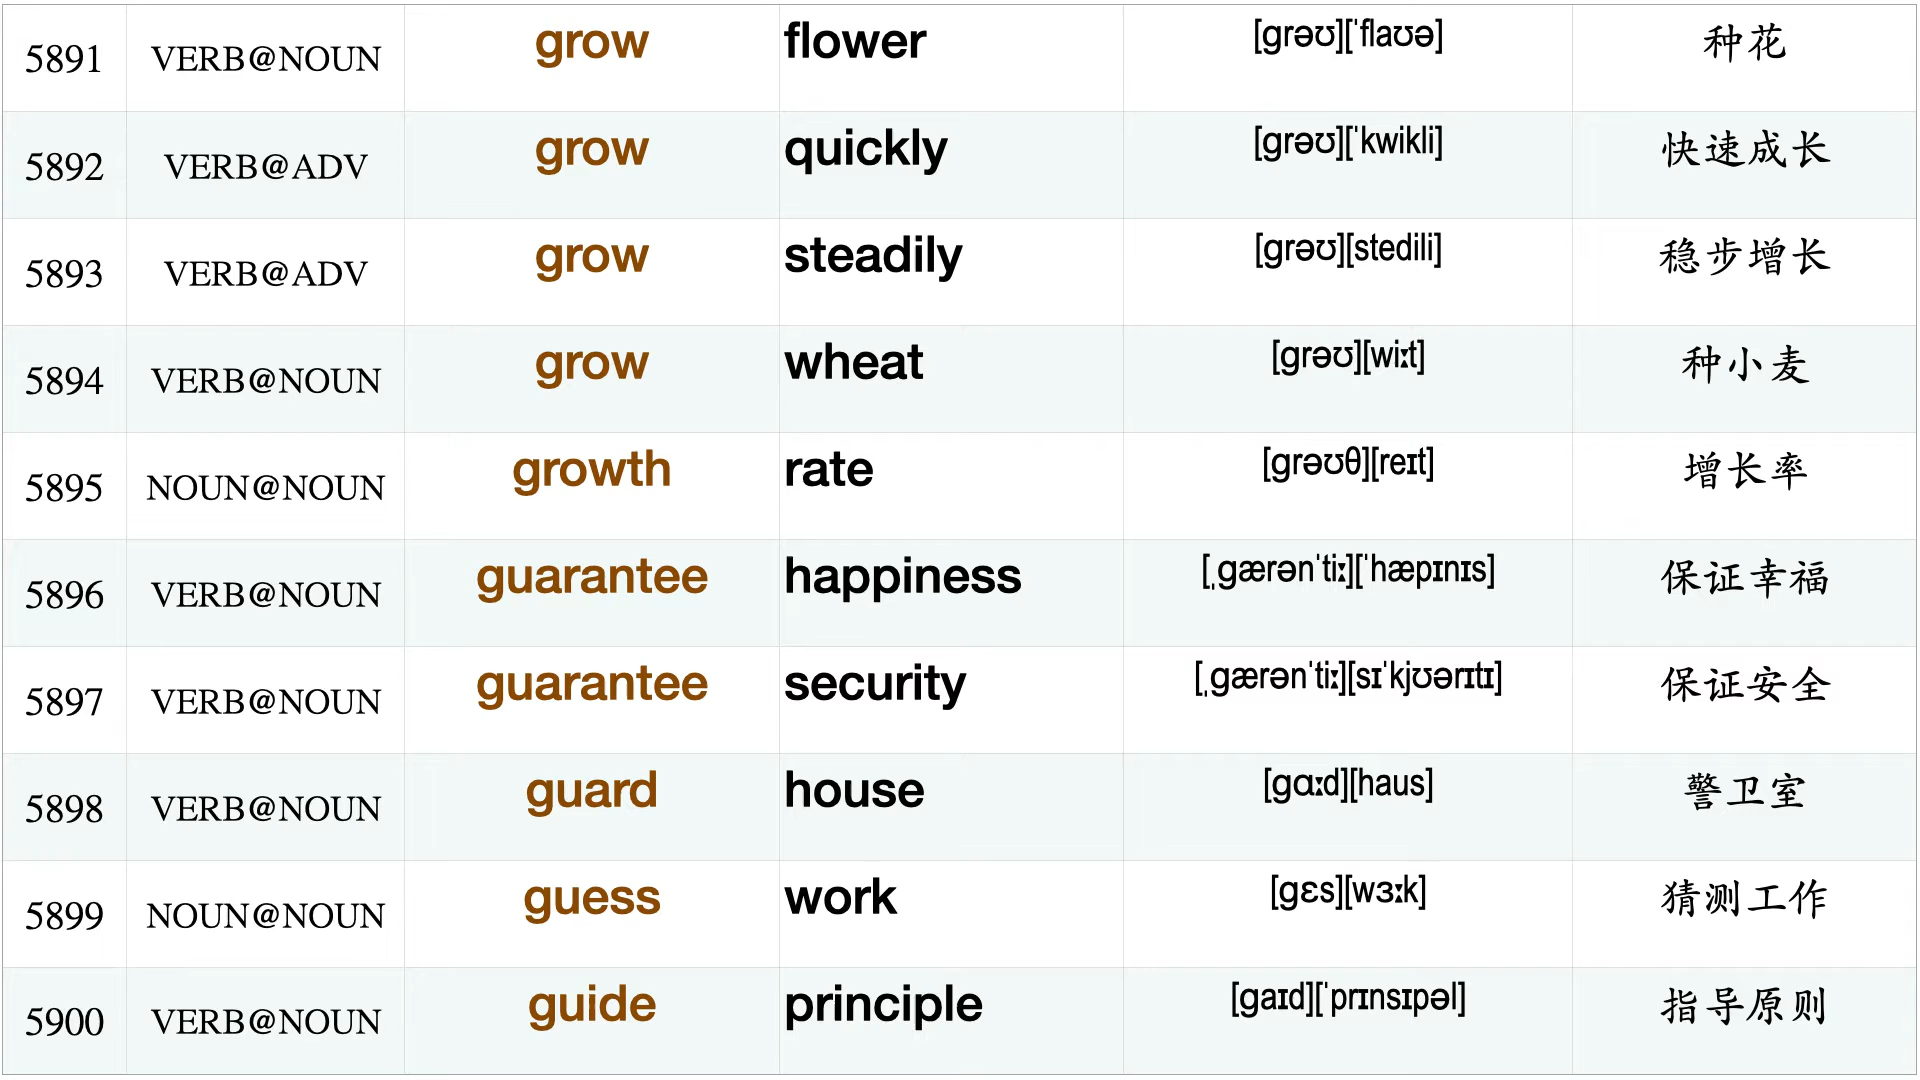 5891 VERB@NOUN grow flower [grəʊ][ˈflaʊə] 种花
5892 VERB@ADV grow quickly [grəʊ][ˈkwikli] 快速成长
5893 VERB@ADV grow steadily [grəʊ][stedili] 稳步增长
5894 VERB@NOUN grow wheat [grəʊ][wiːt] 种小麦
5895 NOUN@NOUN growth rate [grəʊθ][reɪt] 增长率
5896 VERB@NOUN guarantee happiness [ˌgærənˈtiː][ˈhæpɪnɪs] 保证幸福
5897 VERB@NOUN guarantee security [ˌgærənˈtiː][sɪˈkjʊərɪtɪ] 保证安全
5898 VERB@NOUN guard house [gɑːd][haus] 警卫室
5899 NOUN@NOUN guess work [gɛs][wɜːk] 猜测工作
5900 VERB@NOUN guide principle [gaɪd][ˈprɪnsɪpəl] 指导原则